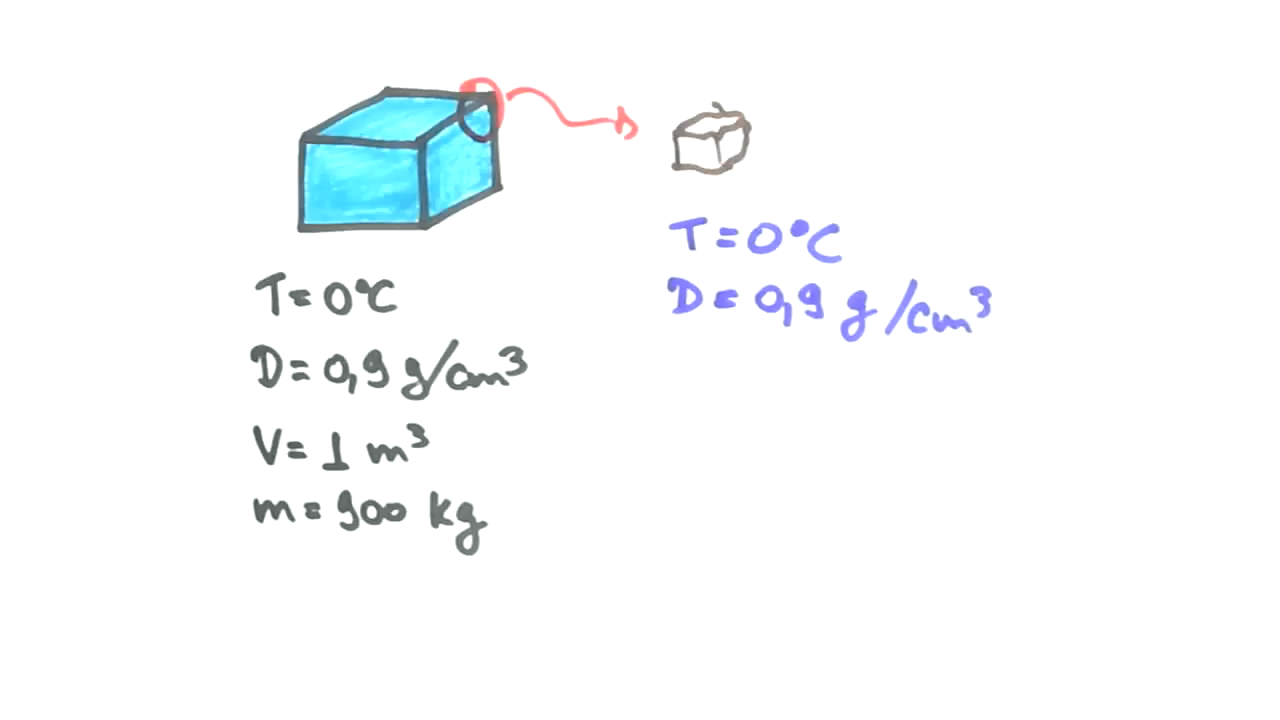 T=0°C
D=0,9 g/cm³
V=1 m³
m=900 kg
T=0°C
D=0,9 g/cm³